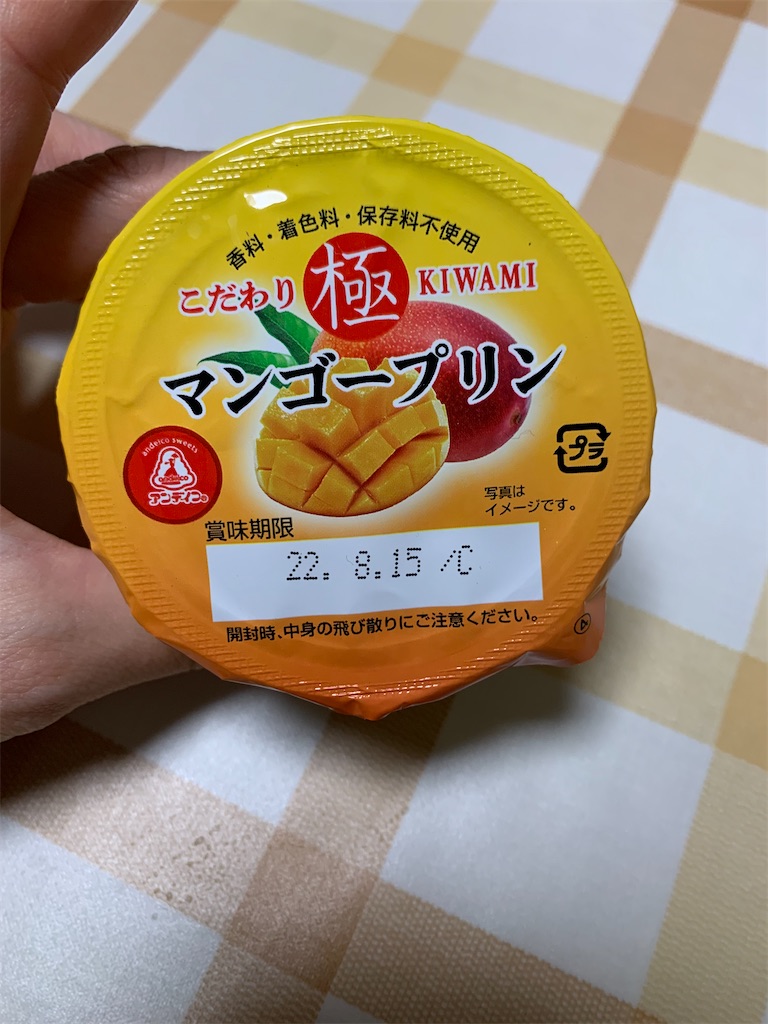 香料・着色料・保存料不使用
こだわり 極 KIWAMI
マンゴープリン
andeico sweets
andeico
アンデイコ®
プラ
写真は
イメージです。
賞味期限
22. 8.15 /C
開封時、中身の飛び散りにご注意ください。